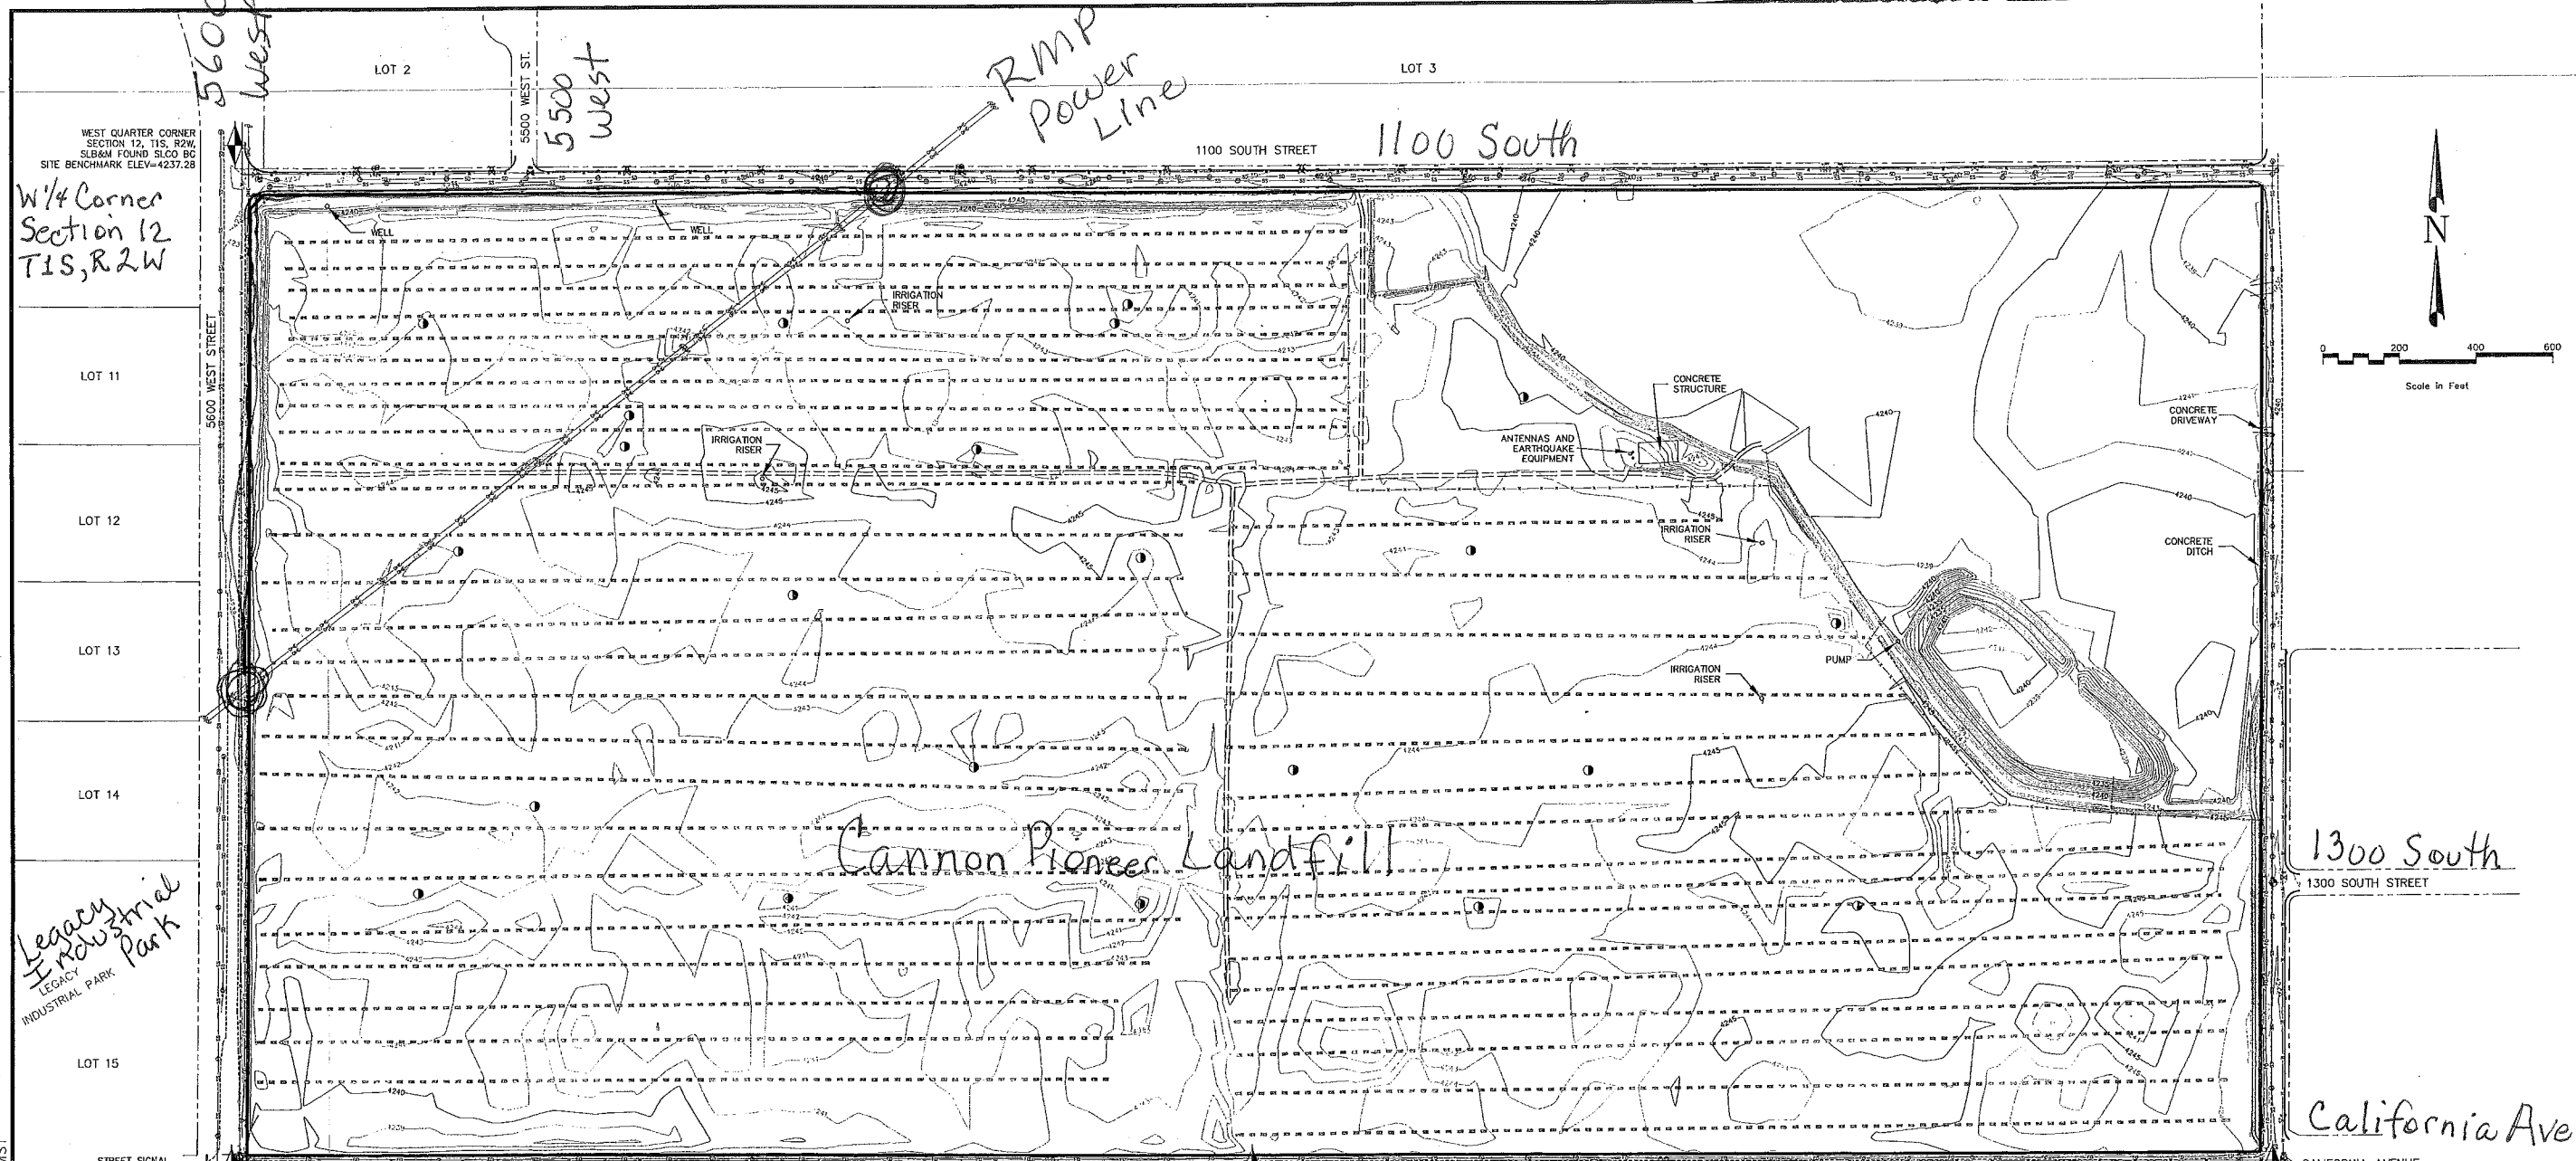 5600
West
LOT 2
5500 WEST ST.
5500
West
RMP
Power
Line
LOT 3
1100 SOUTH STREET
1100 South
WEST QUARTER CORNER
SECTION 12, T1S, R2W,
SLB&M FOUND SLCO BC
SITE BENCHMARK ELEV=4237.28
W 1/4 Corner
Section 12
T1S, R2W
WELL
WELL
N
0 200 400 600
Scale in Feet
IRRIGATION
RISER
5600 WEST STREET
LOT 11
CONCRETE
STRUCTURE
CONCRETE
DRIVEWAY
IRRIGATION
RISER
ANTENNAS AND
EARTHQUAKE
EQUIPMENT
LOT 12
IRRIGATION
RISER
CONCRETE
DITCH
LOT 13
PUMP
IRRIGATION
RISER
LOT 14
Cannon Pioneer Landfill
1300 South
1300 SOUTH STREET
Legacy
Industrial
Park
LEGACY
INDUSTRIAL PARK
LOT 15
California Ave
STREET SIGNAL